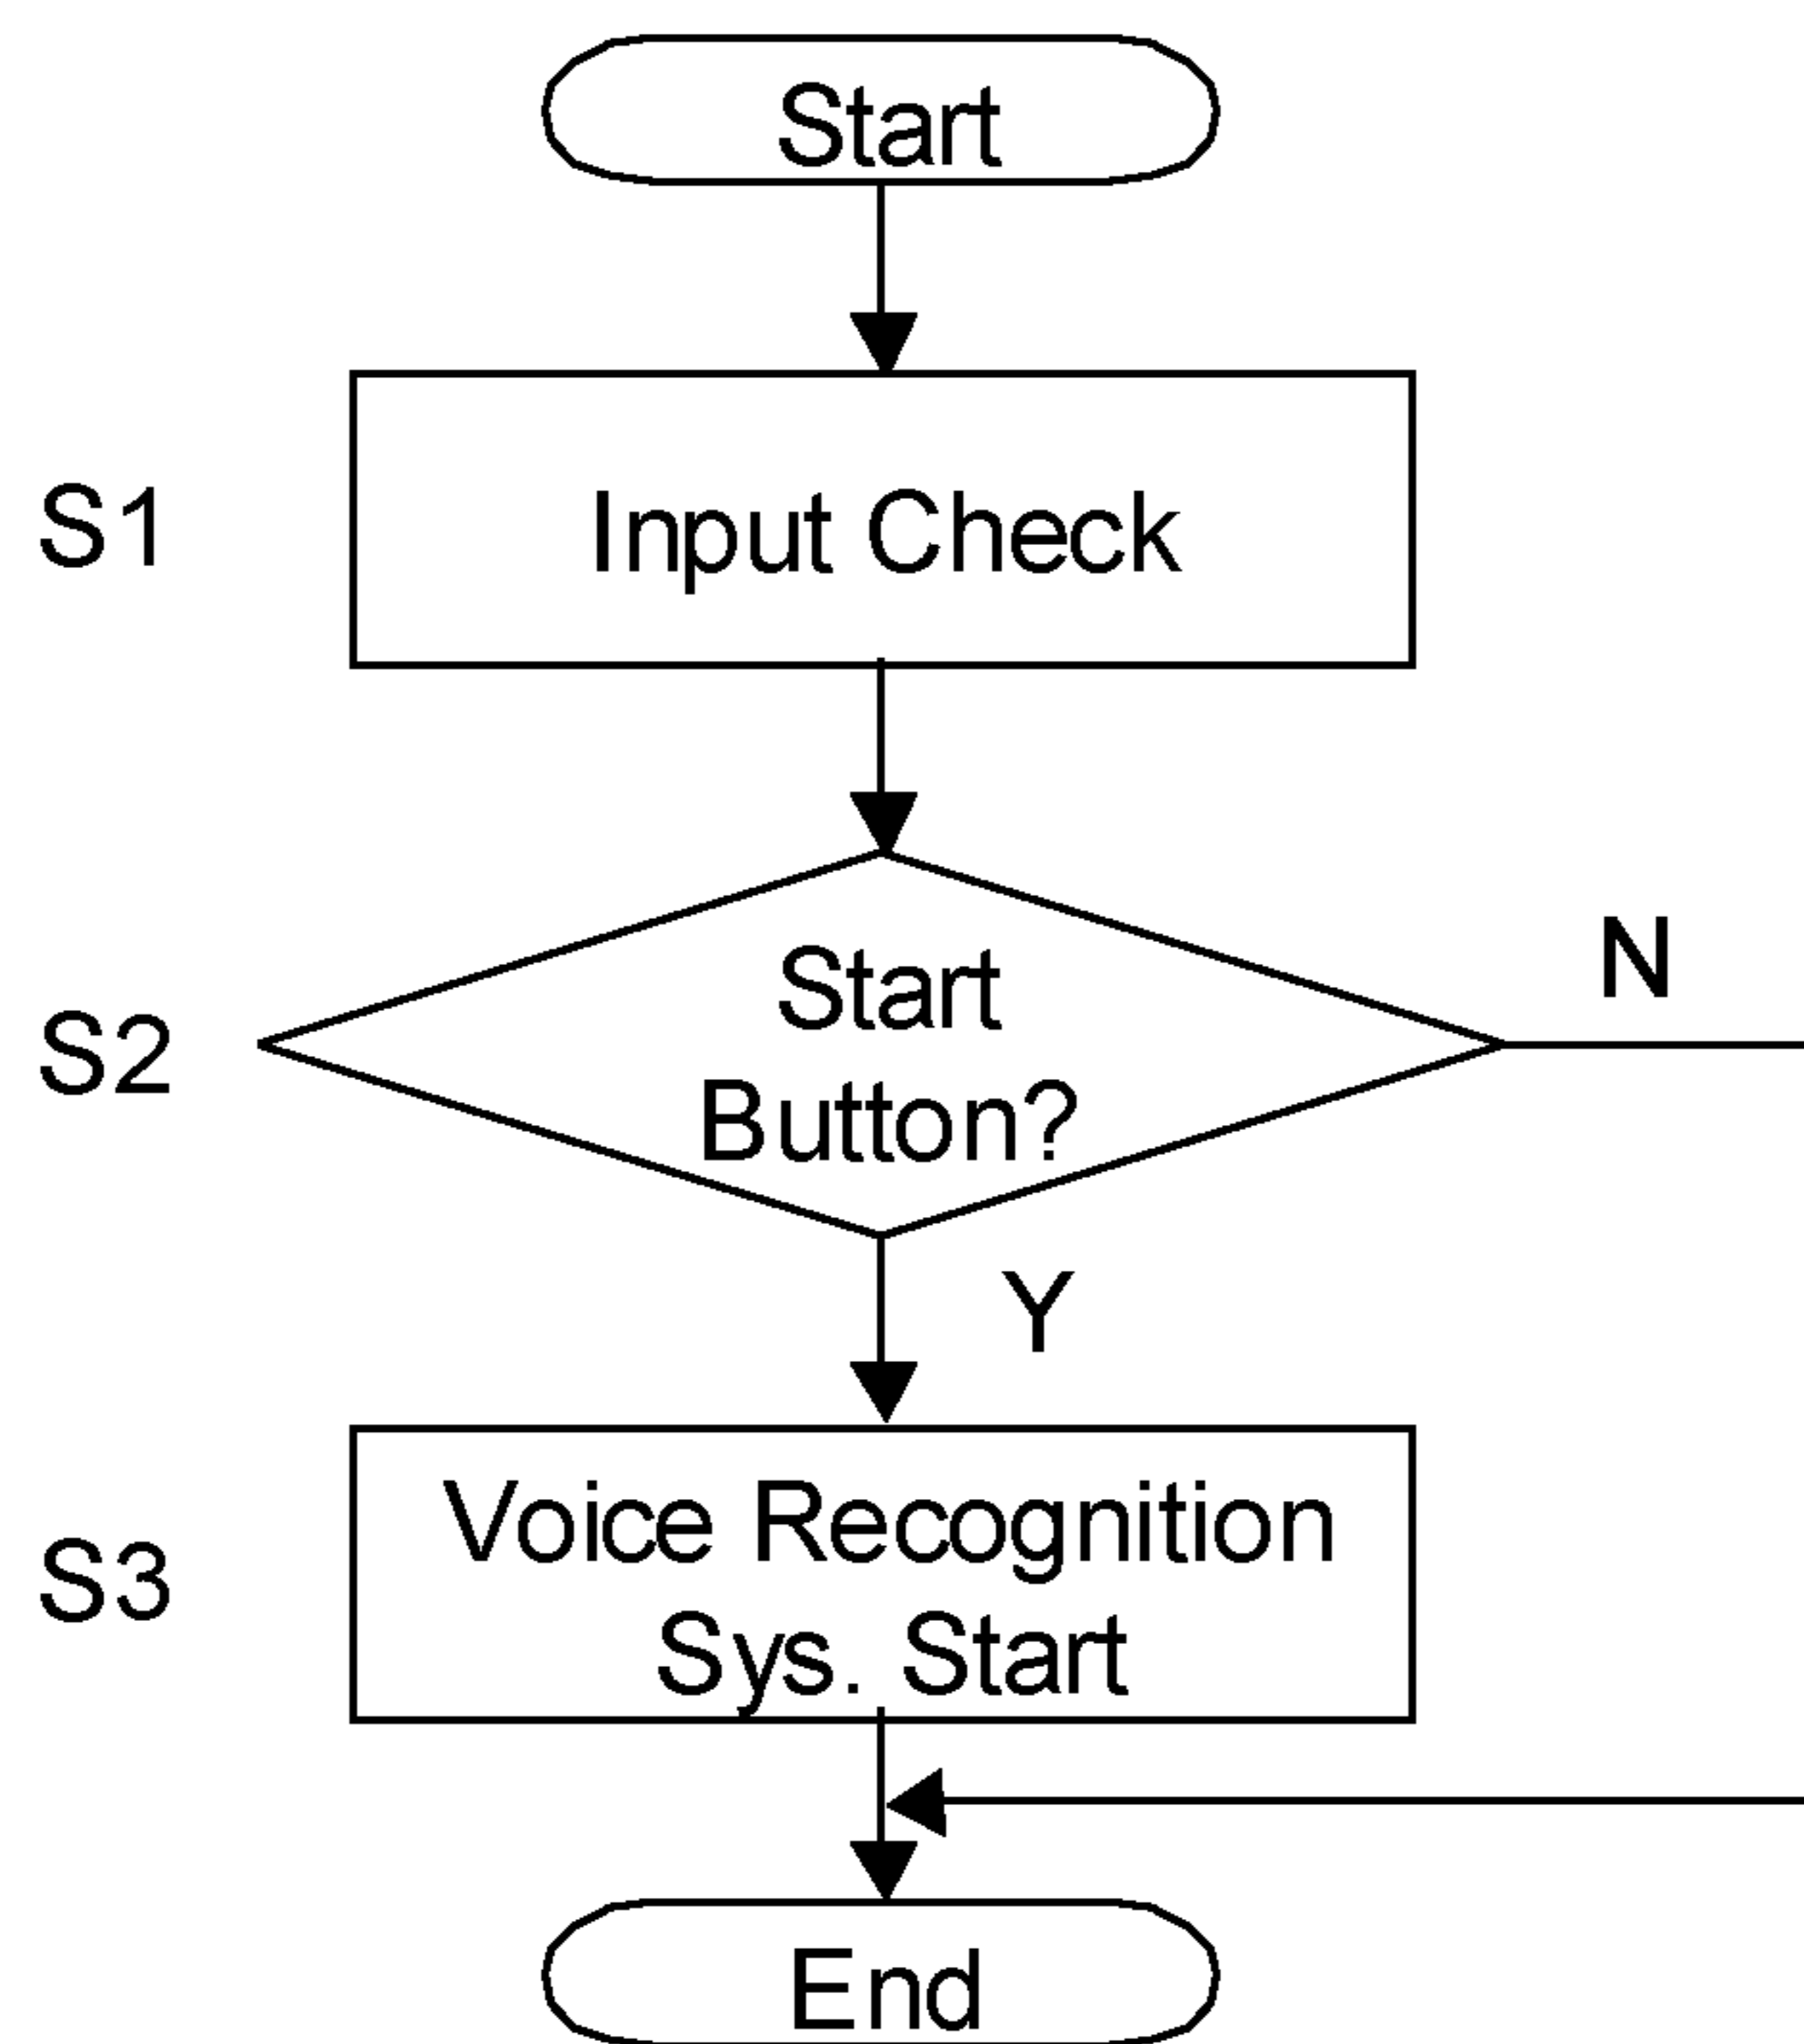 Start
S1
Input Check
S2
Start
Button?
N
Y
S3
Voice Recognition
Sys. Start
End